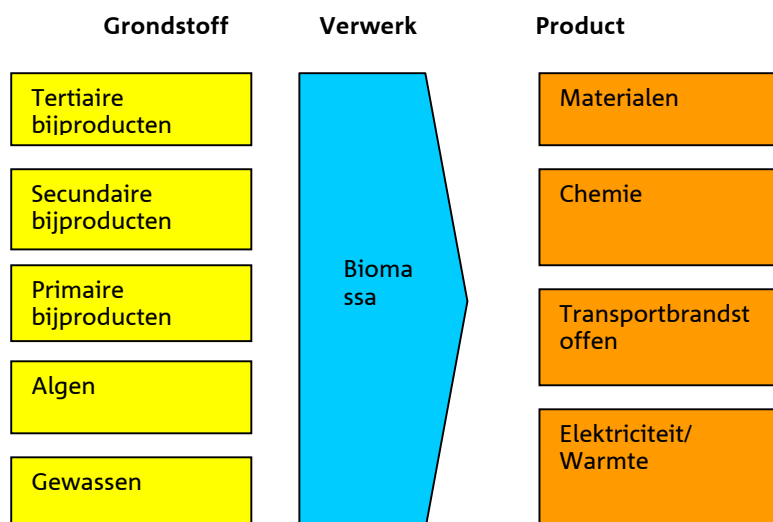 Grondstoff Verwerk Product
Tertiaire
bijproducten
Secundaire
bijproducten
Primaire
bijproducten
Algen
Gewassen
Bioma
ssa
Materialen
Chemie
Transportbrandst
offen
Elektriciteit/
Warmte